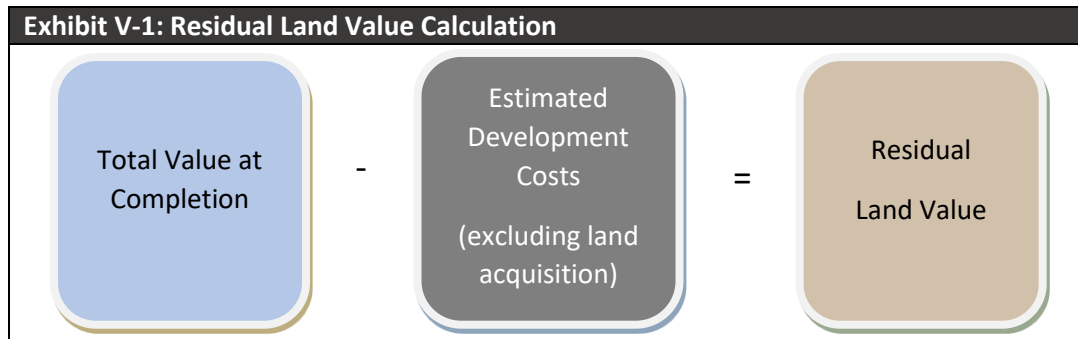 Exhibit V-1: Residual Land Value Calculation
Total Value at
Completion
-
Estimated
Development
Costs
(excluding land
acquisition)
=
Residual
Land Value